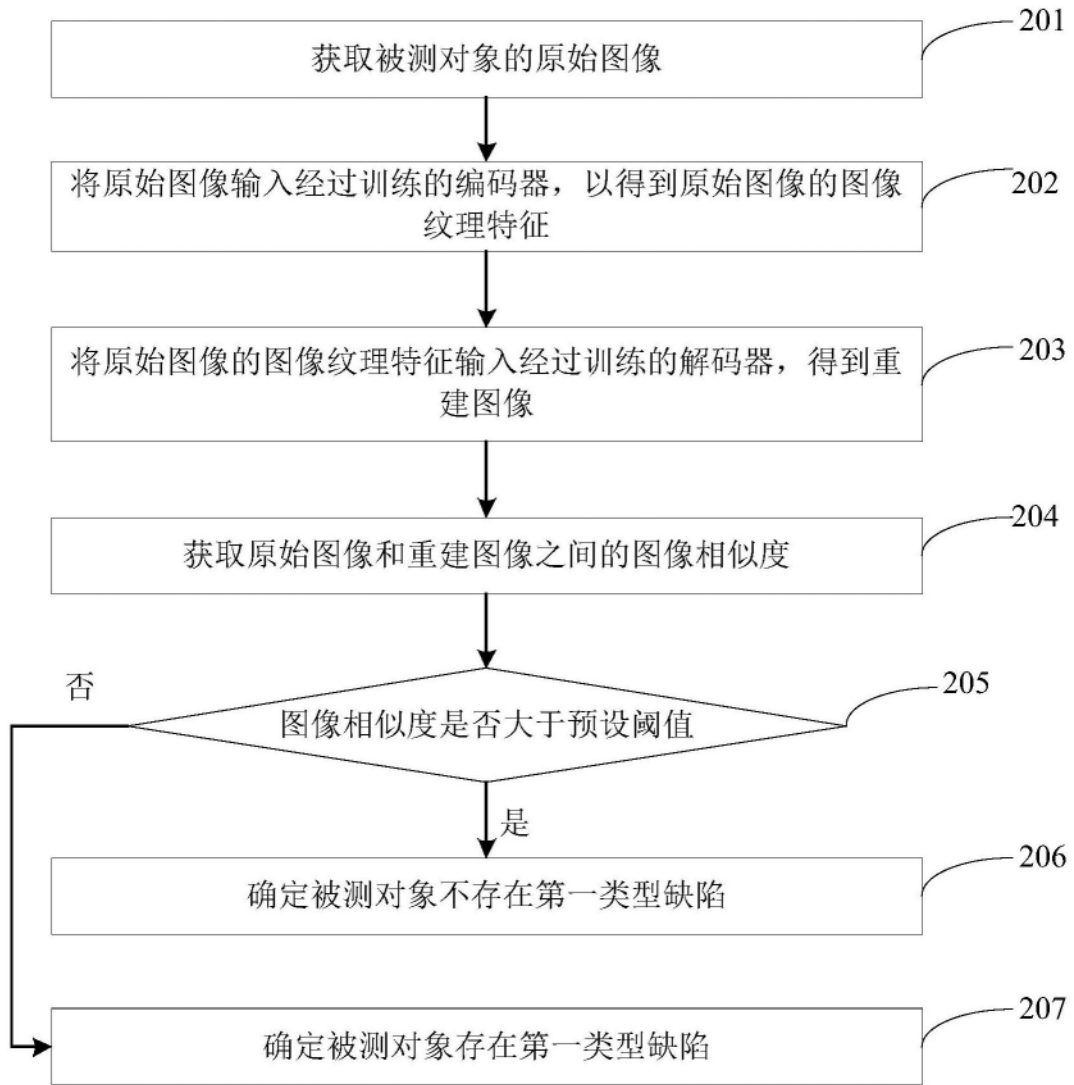 获取被测对象的原始图像
201
将原始图像输入经过训练的编码器，以得到原始图像的图像
纹理特征
202
将原始图像的图像纹理特征输入经过训练的解码器，得到重
建图像
203
获取原始图像和重建图像之间的图像相似度
204
否
图像相似度是否大于预设阈值
205
是
确定被测对象不存在第一类型缺陷
206
确定被测对象存在第一类型缺陷
207